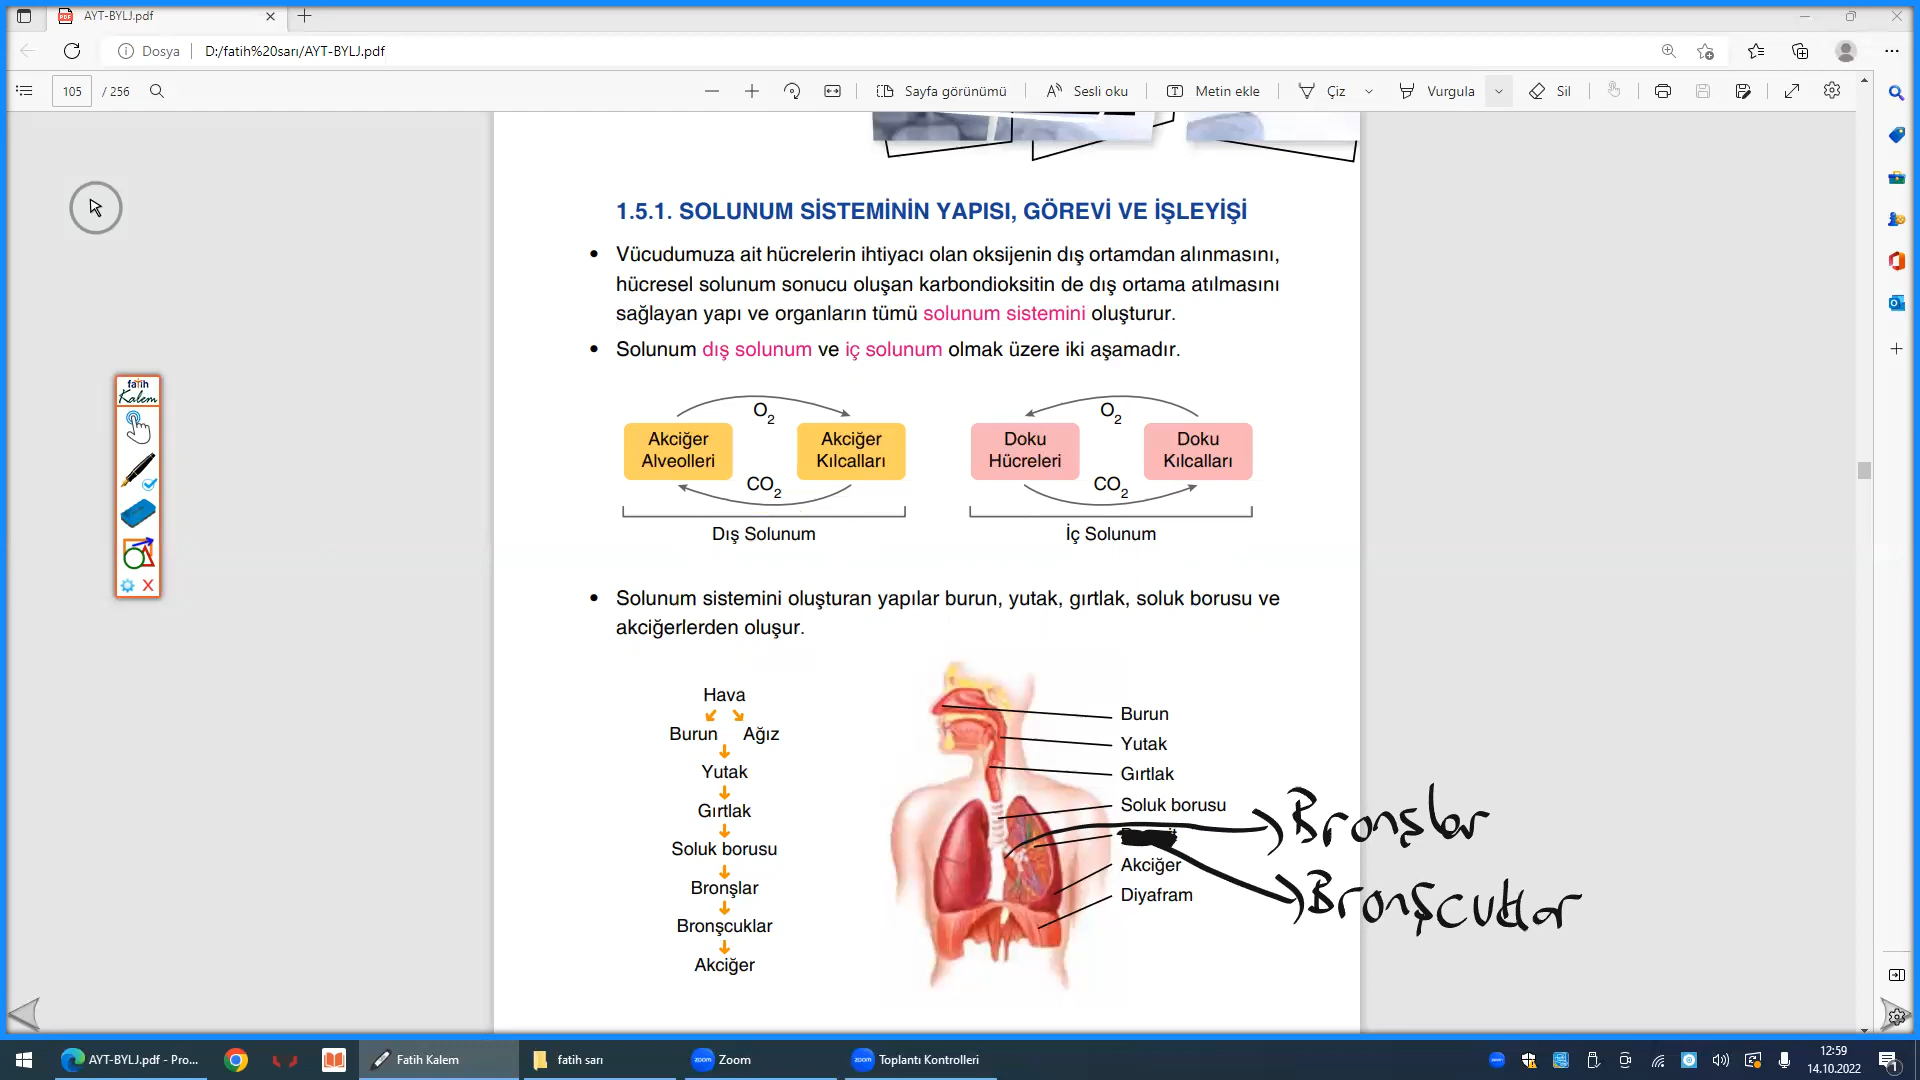 AYT-BYLJ.pdf
Dosya D:/fatih%20sarı/AYT-BYLJ.pdf
105 / 256 Sayfa görünümü Sesli oku Metin ekle Çiz Vurgula Sil
1.5.1. SOLUNUM SİSTEMİNİN YAPISI, GÖREVİ VE İŞLEYİŞİ
• Vücudumuza ait hücrelerin ihtiyacı olan oksijenin dış ortamdan alınmasını,
hücresel solunum sonucu oluşan karbondioksitin de dış ortama atılmasını
sağlayan yapı ve organların tümü solunum sistemini oluşturur.
• Solunum dış solunum ve iç solunum olmak üzere iki aşamadır.
fatih
Kalem
O2
Akciğer
Alveolleri
Akciğer
Kılcalları
CO2
Dış Solunum
O2
Doku
Hücreleri
Doku
Kılcalları
CO2
İç Solunum
• Solunum sistemini oluşturan yapılar burun, yutak, gırtlak, soluk borusu ve
akciğerlerden oluşur.
Hava
Burun Ağız
Yutak
Gırtlak
Soluk borusu
Bronşlar
Bronşcuklar
Akciğer
Burun
Yutak
Gırtlak
Soluk borusu
Akciğer
Diyafram
Bronşlar
Bronşcuklar
AYT-BYLJ.pdf - Pro... Fatih Kalem fatih sarı Zoom Toplantı Kontrolleri
12:59
14.10.2022